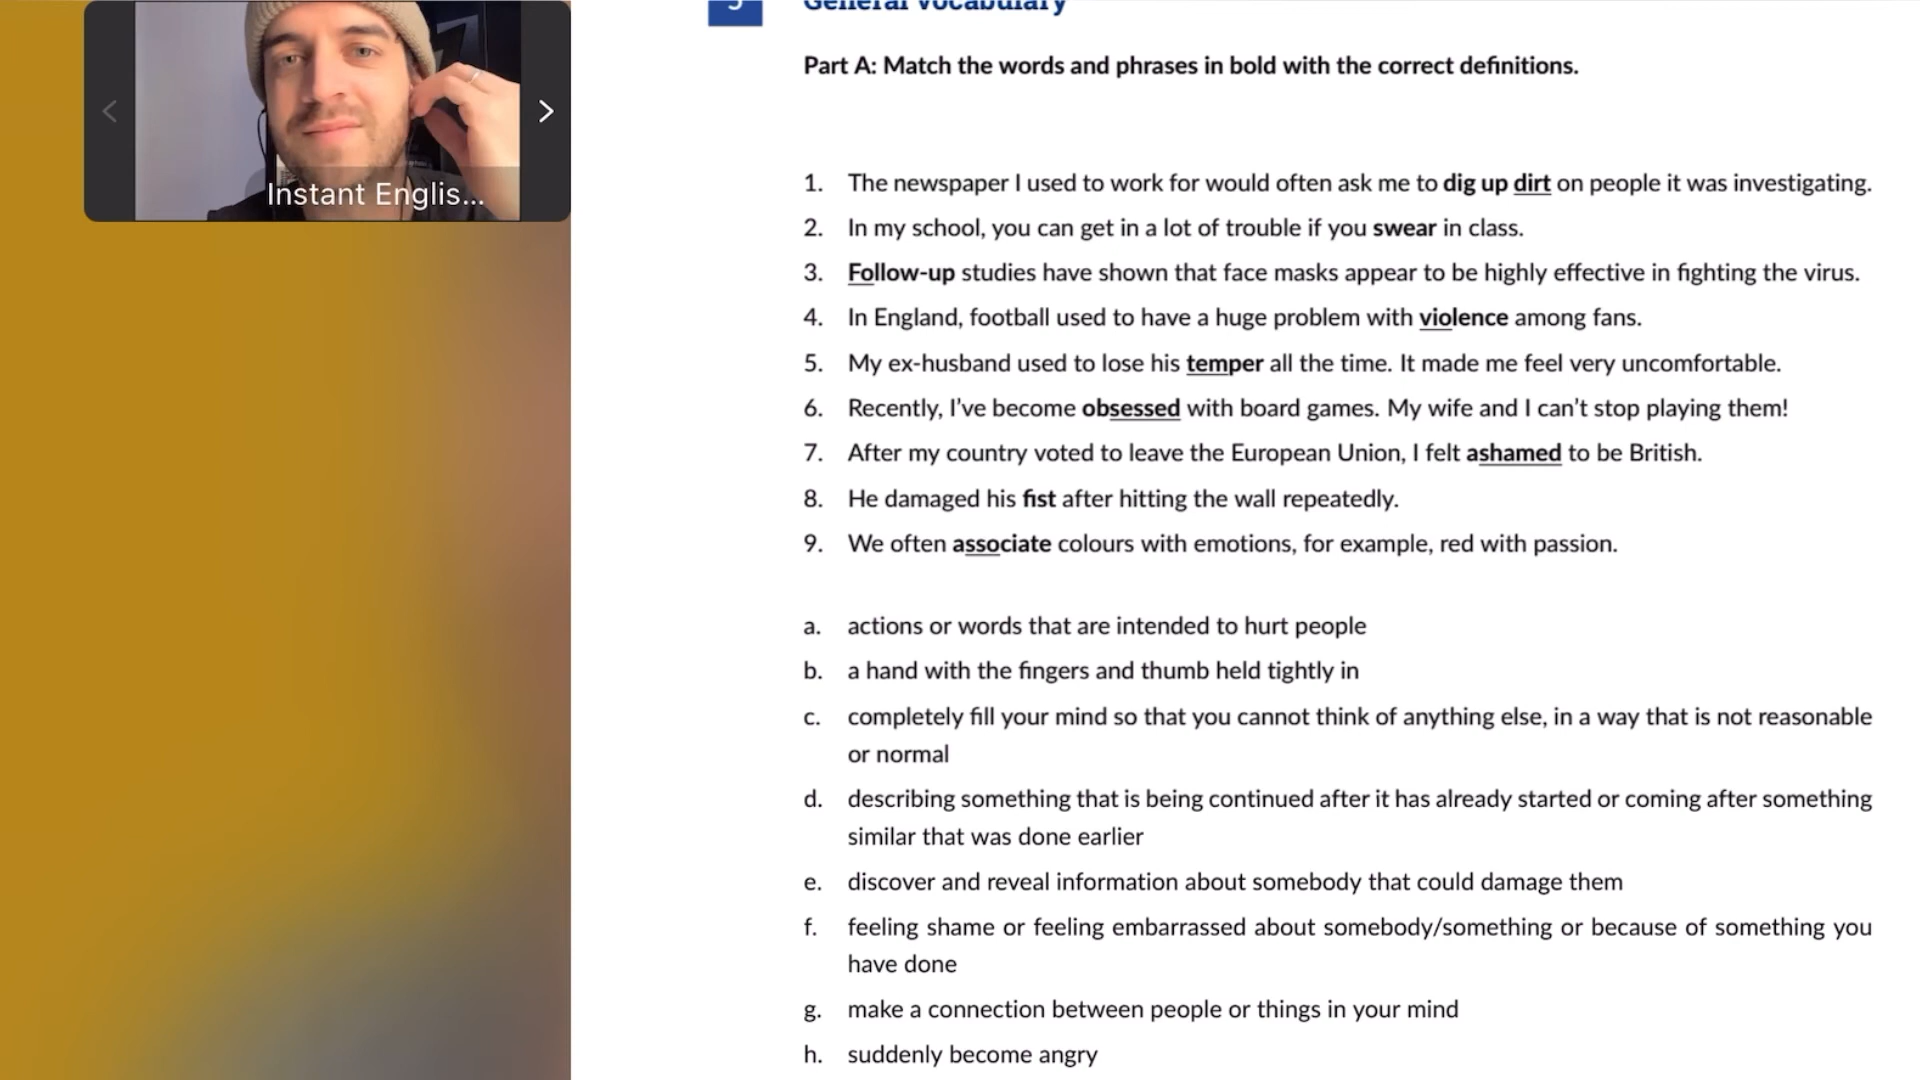 5 General Vocabulary
Part A: Match the words and phrases in bold with the correct definitions.
Instant Englis...
1. The newspaper I used to work for would often ask me to dig up dirt on people it was investigating.
2. In my school, you can get in a lot of trouble if you swear in class.
3. Follow-up studies have shown that face masks appear to be highly effective in fighting the virus.
4. In England, football used to have a huge problem with violence among fans.
5. My ex-husband used to lose his temper all the time. It made me feel very uncomfortable.
6. Recently, I’ve become obsessed with board games. My wife and I can’t stop playing them!
7. After my country voted to leave the European Union, I felt ashamed to be British.
8. He damaged his fist after hitting the wall repeatedly.
9. We often associate colours with emotions, for example, red with passion.
a. actions or words that are intended to hurt people
b. a hand with the fingers and thumb held tightly in
c. completely fill your mind so that you cannot think of anything else, in a way that is not reasonable
or normal
d. describing something that is being continued after it has already started or coming after something
similar that was done earlier
e. discover and reveal information about somebody that could damage them
f. feeling shame or feeling embarrassed about somebody/something or because of something you
have done
g. make a connection between people or things in your mind
h. suddenly become angry